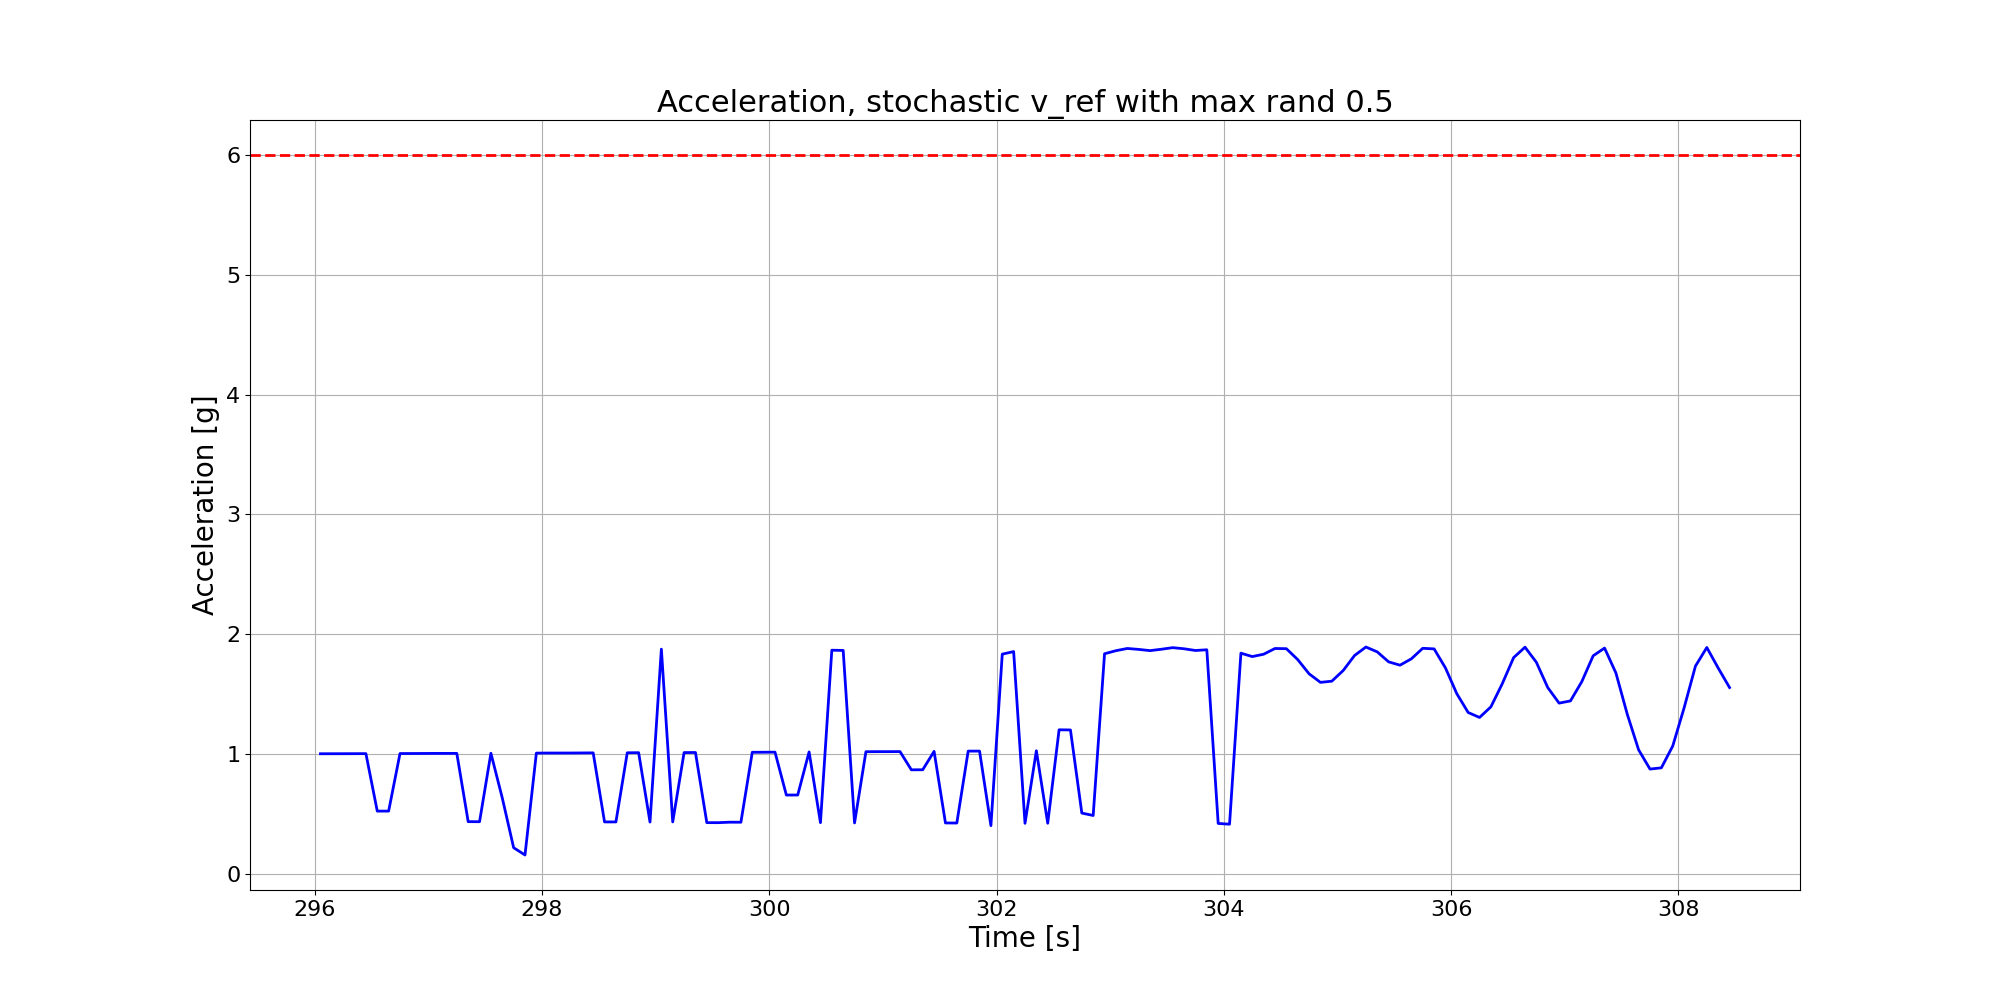 Acceleration, stochastic v_ref with max rand 0.5
6
5
4
3
2
1
0
Acceleration [g]
296 298 300 302 304 306 308
Time [s]